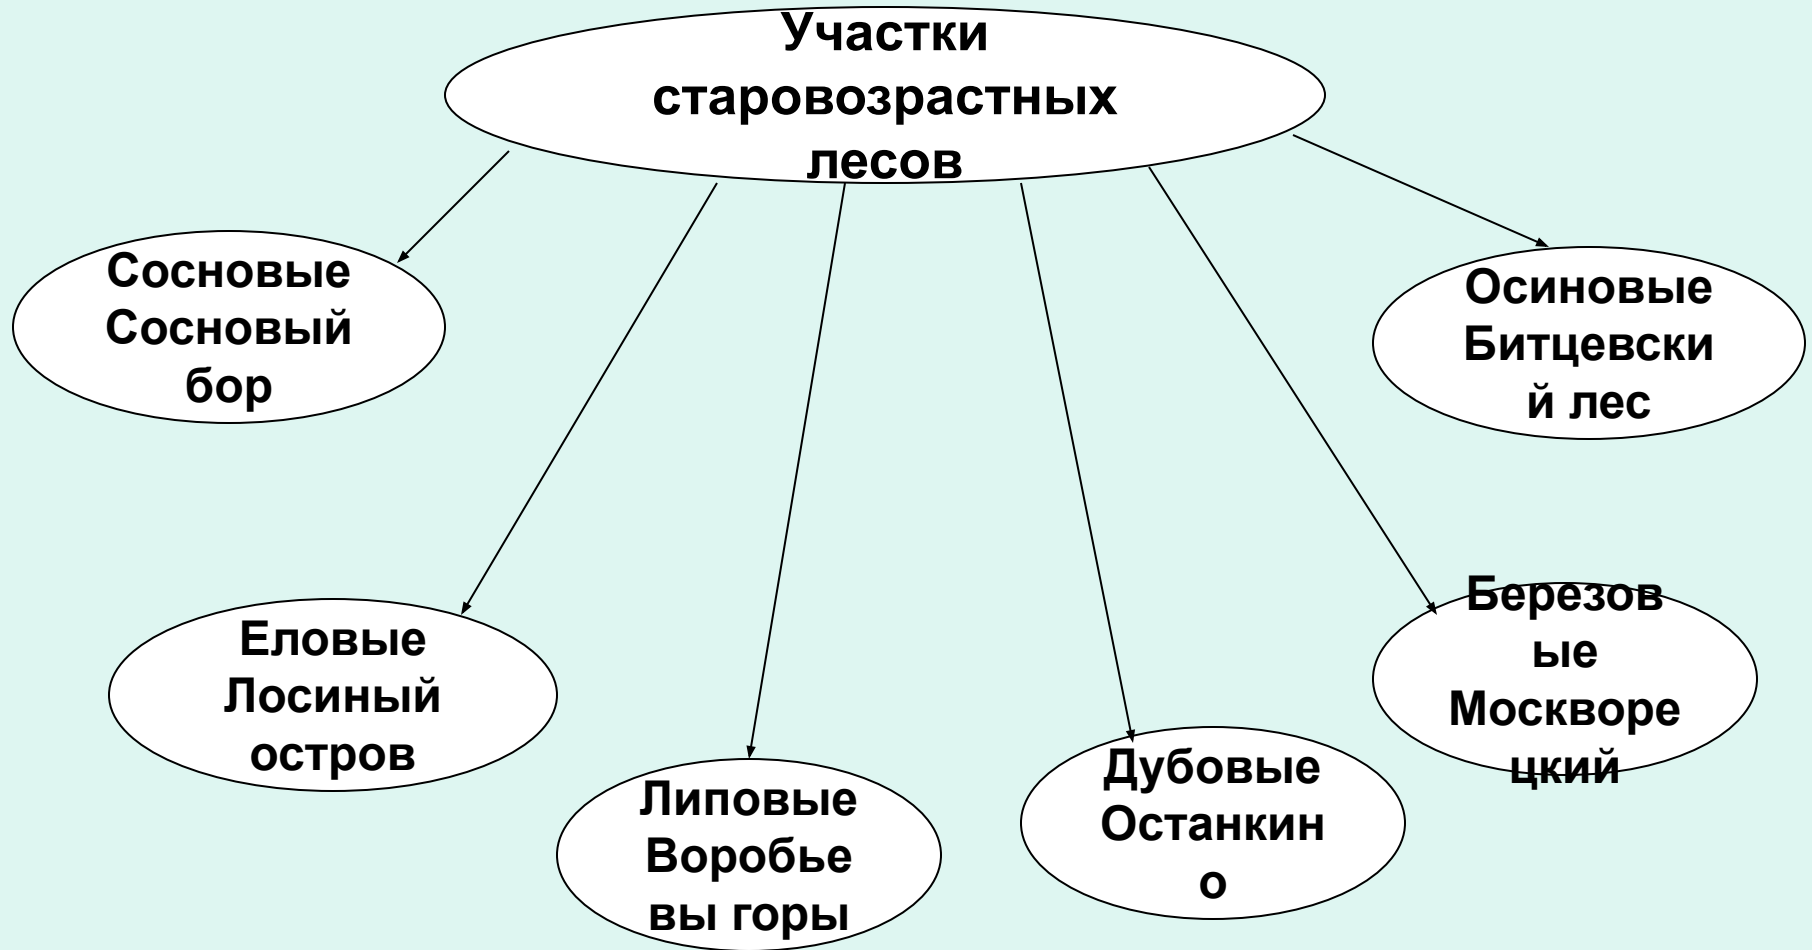 Участки
старовозрастных
лесов
Сосновые
Сосновый
бор
Осиновые
Битцевски
й лес
Еловые
Лосиный
остров
Липовые
Воробье
вы горы
Дубовые
Останкин
о
Березов
ые
Москворе
цкий